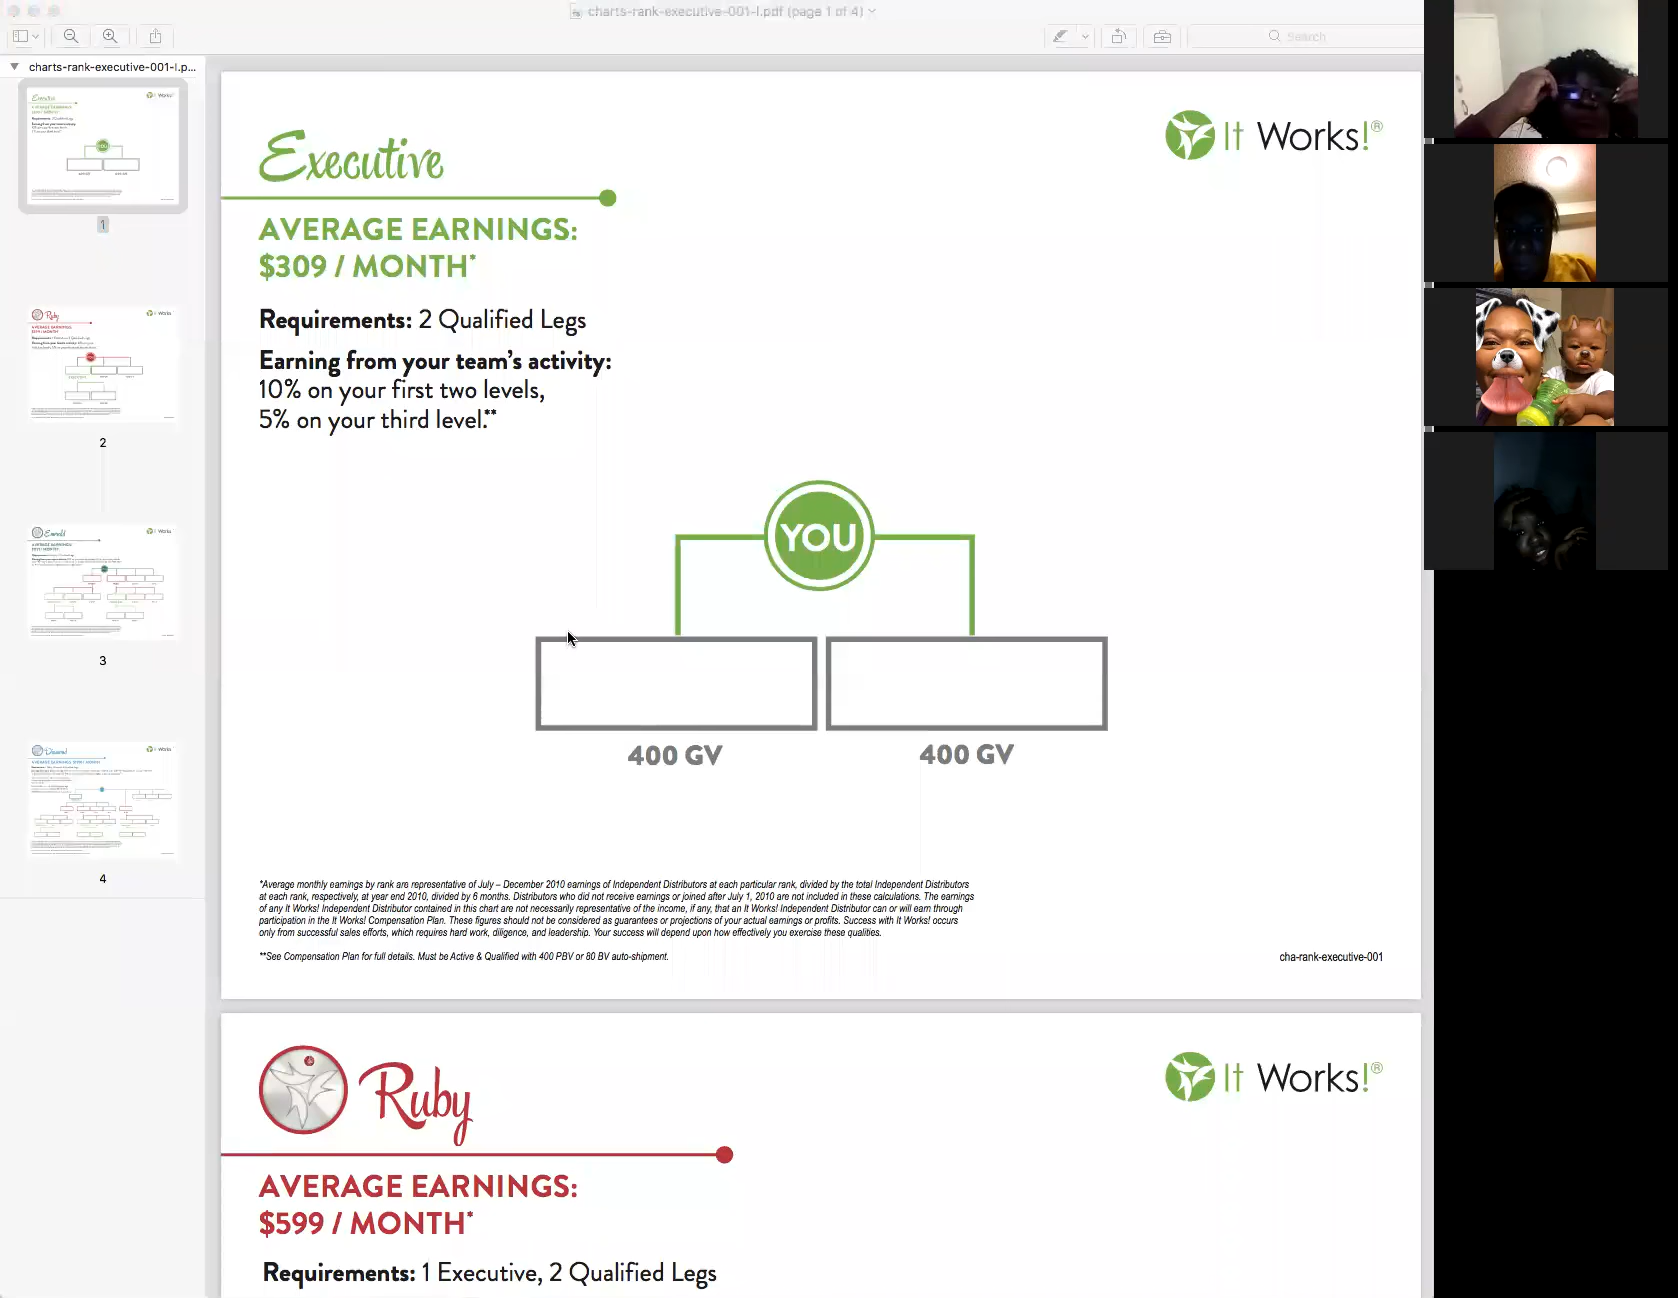 charts-rank-executive-001-l.pdf (page 1 of 4)
Search
charts-rank-executive-001-l.p...
1
2
3
4
Executive
It Works!®
AVERAGE EARNINGS:
$309 / MONTH*
Requirements: 2 Qualified Legs
Earning from your team's activity:
10% on your first two levels,
5% on your third level.**
YOU
400 GV
400 GV
*Average monthly earnings by rank are representative of July – December 2010 earnings of Independent Distributors at each particular rank, divided by the total Independent Distributors
at each rank, respectively, at year end 2010, divided by 6 months. Distributors who did not receive earnings or joined after July 1, 2010 are not included in these calculations. The earnings
of any It Works! Independent Distributor contained in this chart are not necessarily representative of the income, if any, that an It Works! Independent Distributor can or will earn through
participation in the It Works! Compensation Plan. These figures should not be considered as guarantees or projections of your actual earnings or profits. Success with It Works! occurs
only from successful sales efforts, which requires hard work, diligence, and leadership. Your success will depend upon how effectively you exercise these qualities.
**See Compensation Plan for full details. Must be Active & Qualified with 400 PBV or 80 BV auto-shipment.
cha-rank-executive-001
Ruby
It Works!®
AVERAGE EARNINGS:
$599 / MONTH*
Requirements: 1 Executive, 2 Qualified Legs